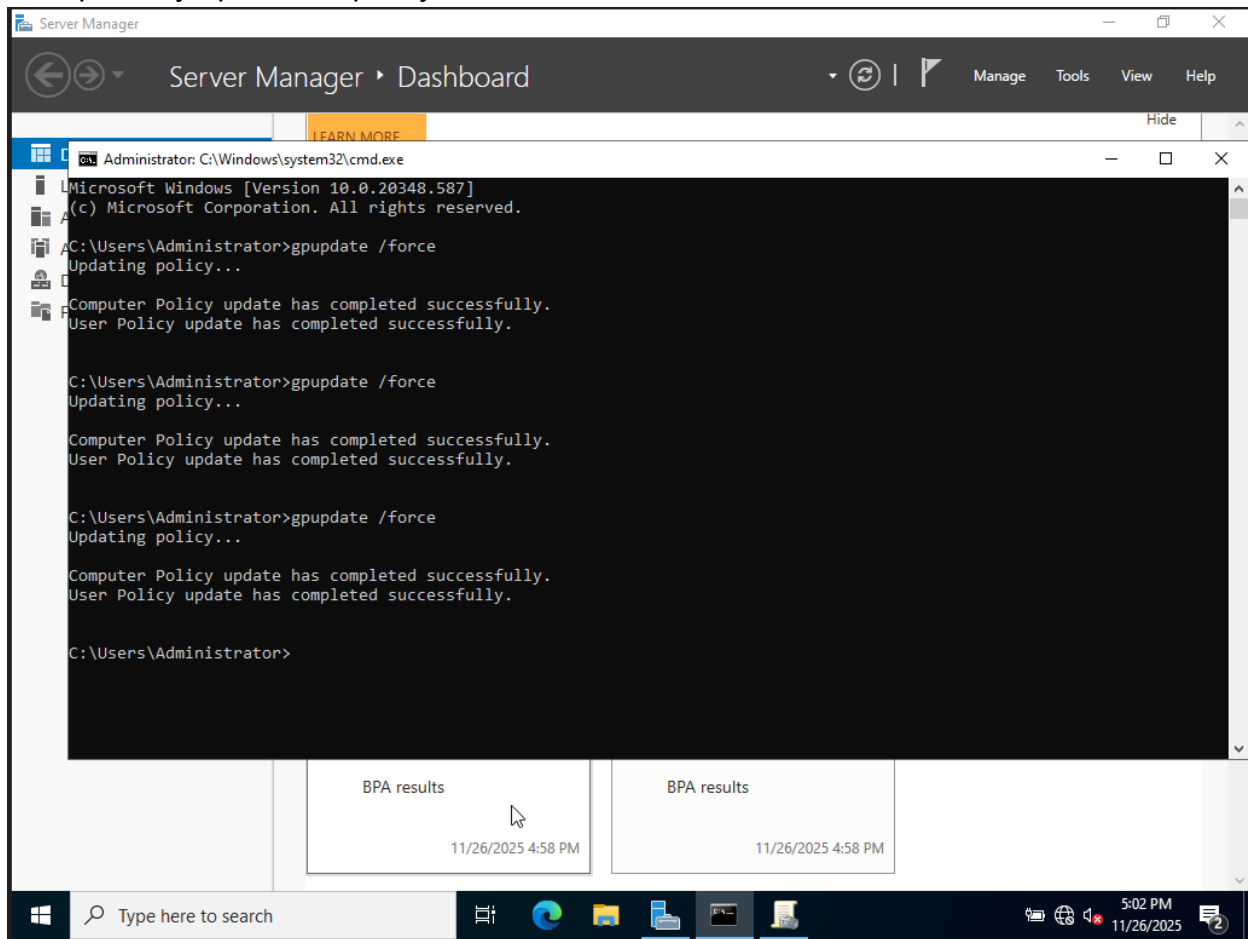 Server Manager
Server Manager ‣ Dashboard
Manage Tools View Help
Hide
LEARN MORE
Administrator: C:\Windows\system32\cmd.exe
Microsoft Windows [Version 10.0.20348.587]
(c) Microsoft Corporation. All rights reserved.
C:\Users\Administrator>gpupdate /force
Updating policy...
Computer Policy update has completed successfully.
User Policy update has completed successfully.
C:\Users\Administrator>gpupdate /force
Updating policy...
Computer Policy update has completed successfully.
User Policy update has completed successfully.
C:\Users\Administrator>gpupdate /force
Updating policy...
Computer Policy update has completed successfully.
User Policy update has completed successfully.
C:\Users\Administrator>
BPA results BPA results
11/26/2025 4:58 PM 11/26/2025 4:58 PM
Type here to search
5:02 PM
11/26/2025
2